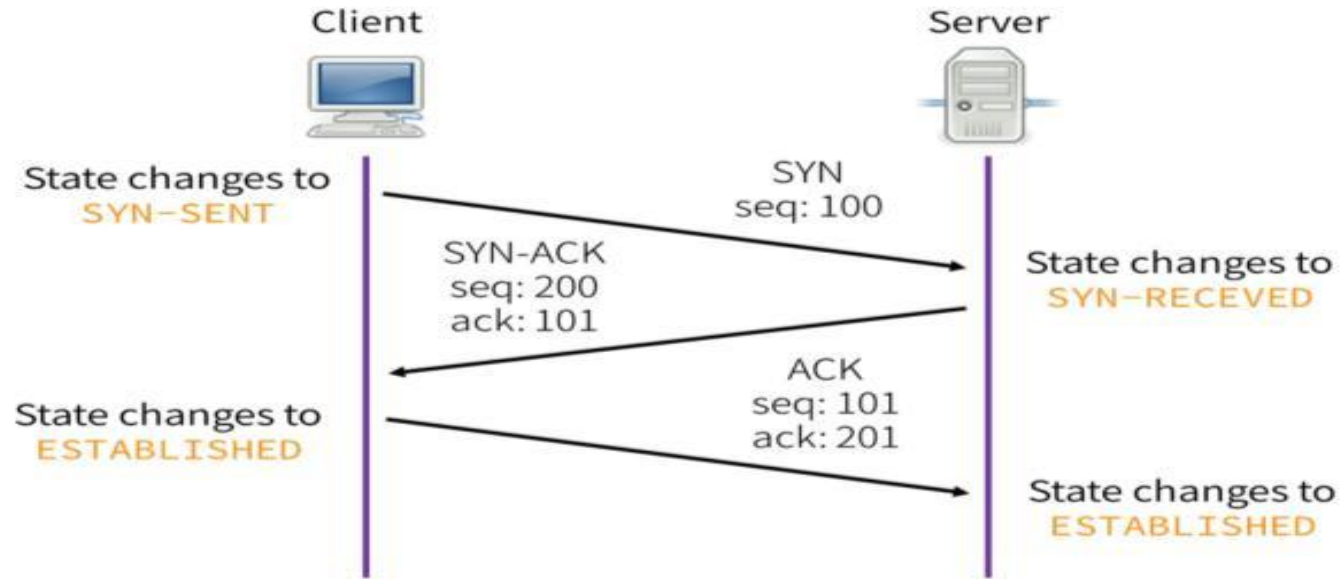 Client
Server
State changes to
SYN-SENT
SYN
seq: 100
SYN-ACK
seq: 200
ack: 101
State changes to
SYN-RECEVED
ACK
seq: 101
ack: 201
State changes to
ESTABLISHED
State changes to
ESTABLISHED